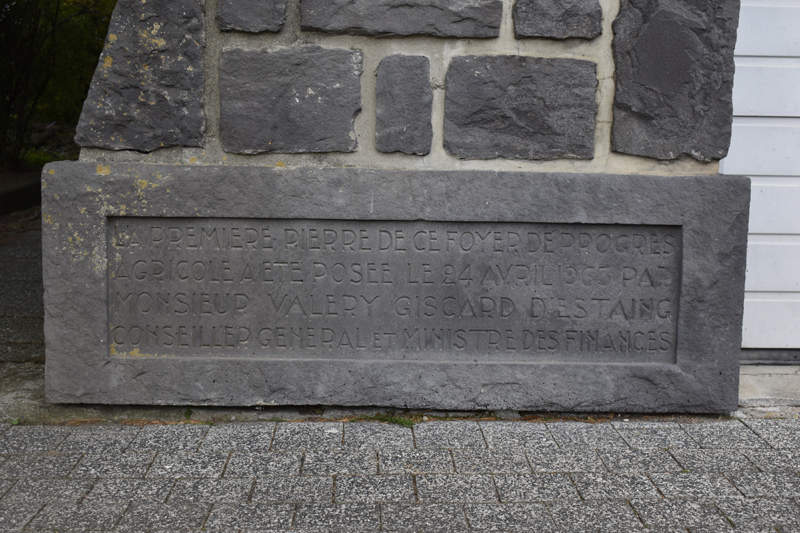 LA PREMIERE PIERRE DE CE FOYER DE PROGRES
AGRICOLE A ETE POSEE LE 24 AVRIL 1963 PAR
MONSIEUR VALERY GISCARD D'ESTAING
CONSEILLER GENERAL ET MINISTRE DES FINANCES